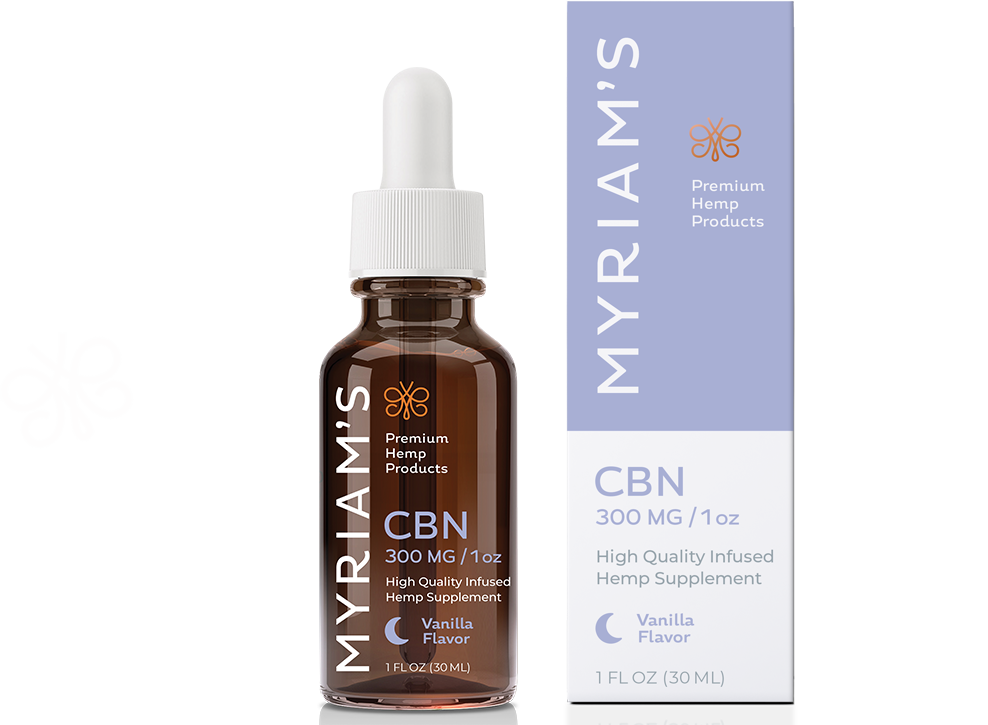 MYRIAM'S
Premium
Hemp
Products
CBN
300 MG / 1 oz
High Quality Infused
Hemp Supplement
Vanilla
Flavor
1 FL OZ (30 ML)
MYRIAM'S
Premium
Hemp
Products
CBN
300 MG / 1 oz
High Quality Infused
Hemp Supplement
Vanilla
Flavor
1 FL OZ (30 ML)